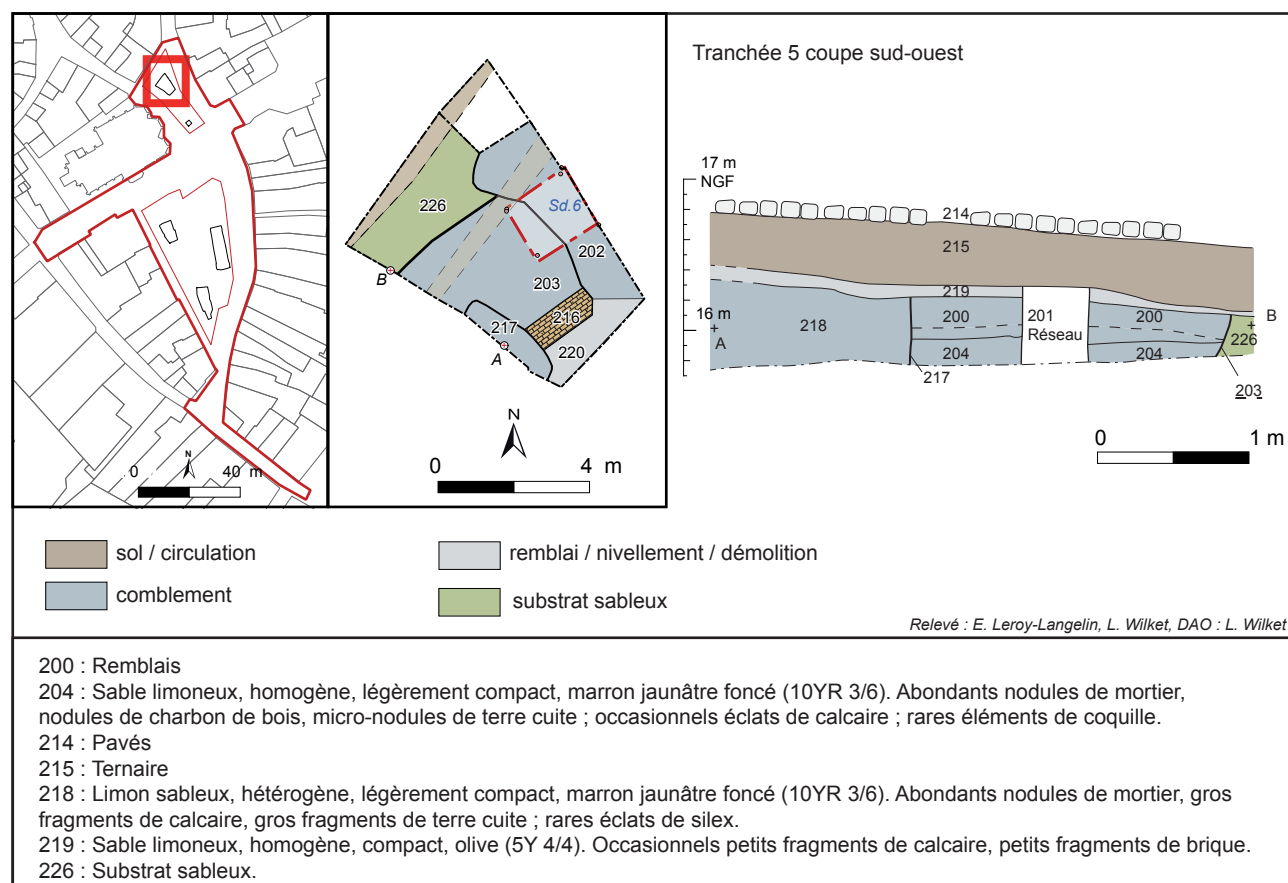 N
0 40 m
226
Sd.6
202
B
203
216
217
A
220
N
0 4 m
Tranchée 5 coupe sud-ouest
17 m
NGF
214
215
219
16 m
A
218
200
201
Réseau
200
B
204
204
226
217
203
0 1 m
sol / circulation
remblai / nivellement / démolition
comblement
substrat sableux
Relevé : E. Leroy-Langelin, L. Wilket, DAO : L. Wilket
200 : Remblais
204 : Sable limoneux, homogène, légèrement compact, marron jaunâtre foncé (10YR 3/6). Abondants nodules de mortier,
nodules de charbon de bois, micro-nodules de terre cuite ; occasionnels éclats de calcaire ; rares éléments de coquille.
214 : Pavés
215 : Ternaire
218 : Limon sableux, hétérogène, légèrement compact, marron jaunâtre foncé (10YR 3/6). Abondants nodules de mortier, gros
fragments de calcaire, gros fragments de terre cuite ; rares éclats de silex.
219 : Sable limoneux, homogène, compact, olive (5Y 4/4). Occasionnels petits fragments de calcaire, petits fragments de brique.
226 : Substrat sableux.